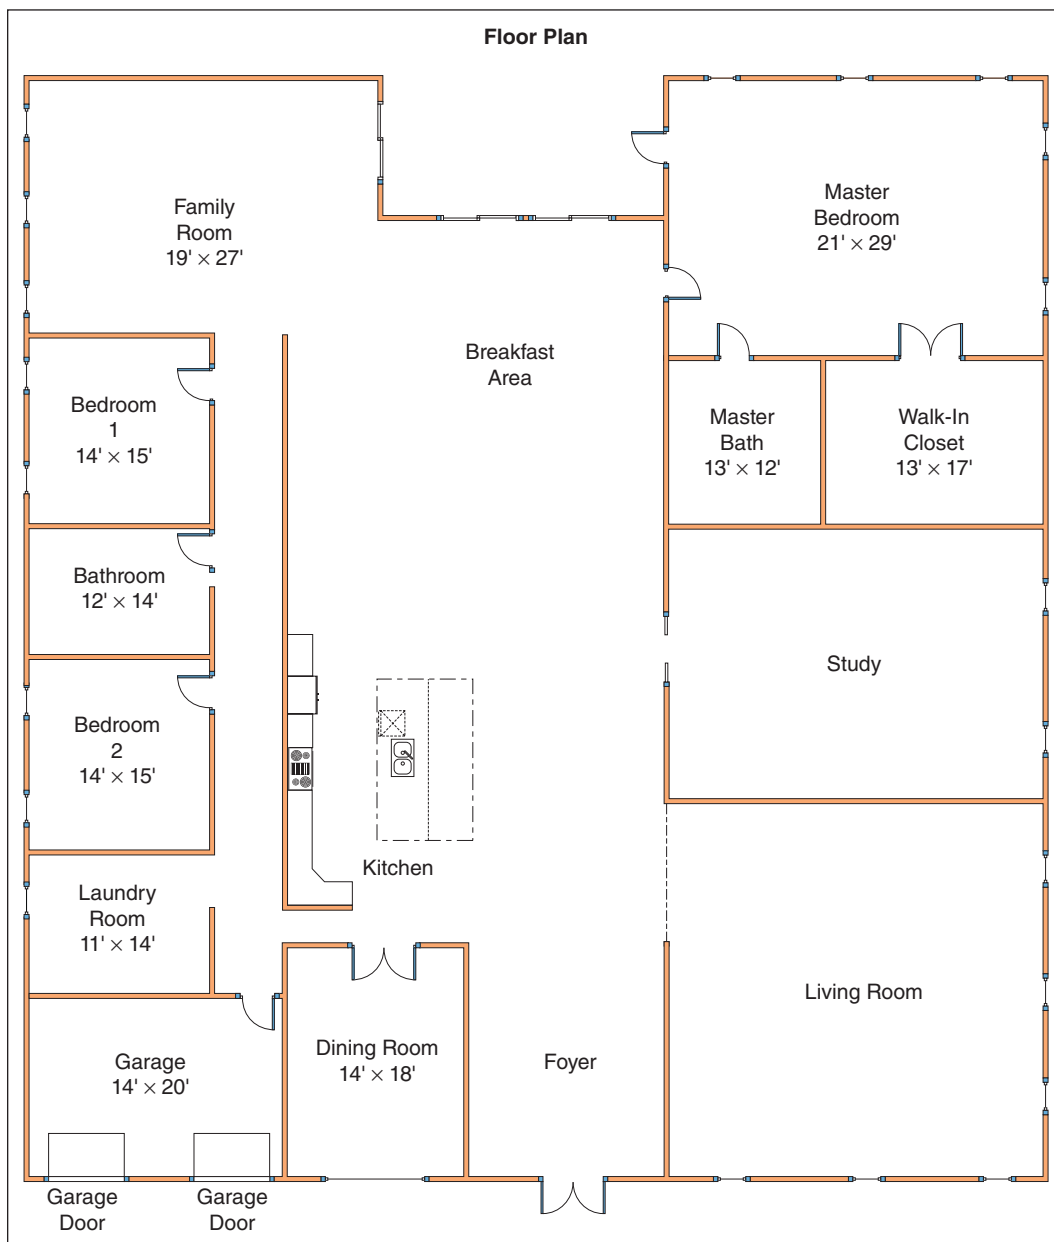 Floor Plan
Family
Room
19' × 27'
Master
Bedroom
21' × 29'
Breakfast
Area
Bedroom
1
14' × 15'
Master
Bath
13' × 12'
Walk-In
Closet
13' × 17'
Bathroom
12' × 14'
Study
Bedroom
2
14' × 15'
Kitchen
Laundry
Room
11' × 14'
Living Room
Garage
14' × 20'
Dining Room
14' × 18'
Foyer
Garage
Door
Garage
Door